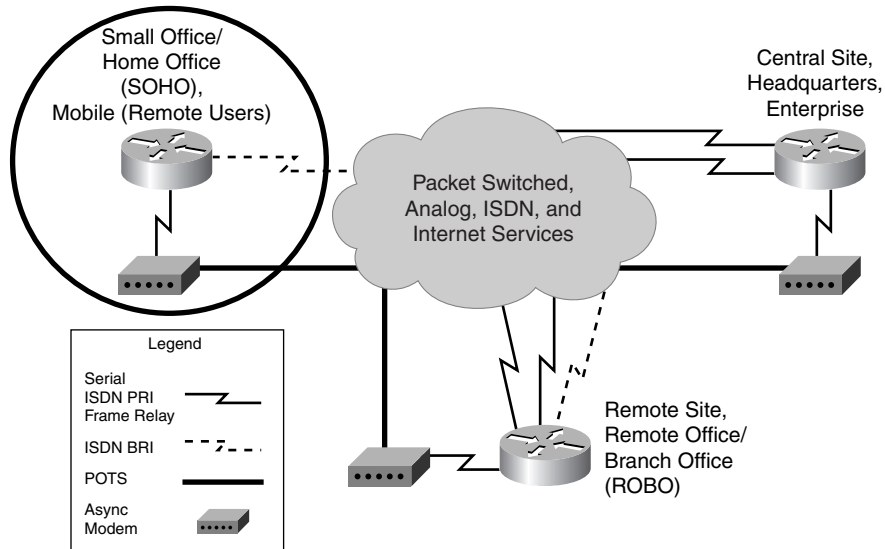 Small Office/
Home Office
(SOHO),
Mobile (Remote Users)
Central Site,
Headquarters,
Enterprise
Packet Switched,
Analog, ISDN, and
Internet Services
Legend
Serial
ISDN PRI
Frame Relay
ISDN BRI
POTS
Async
Modem
Remote Site,
Remote Office/
Branch Office
(ROBO)